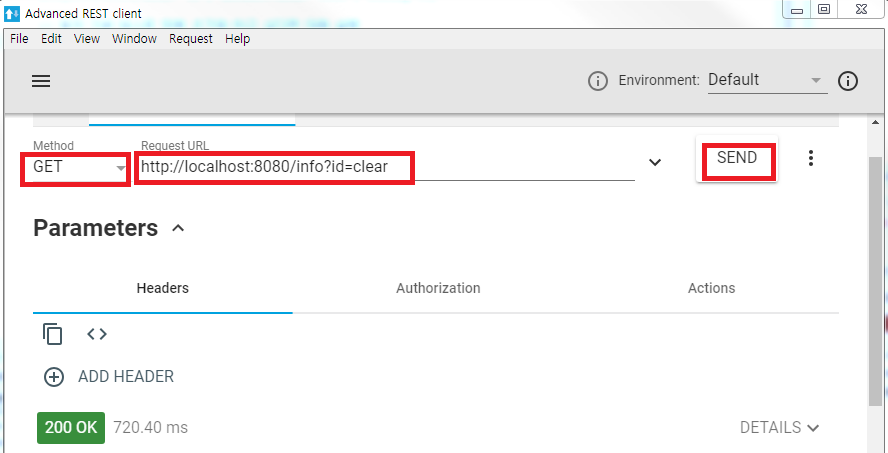 Advanced REST client
File Edit View Window Request Help
Environment: Default
Method
Request URL
GET
http://localhost:8080/info?id=clear
SEND
Parameters
Headers Authorization Actions
ADD HEADER
200 OK 720.40 ms DETAILS